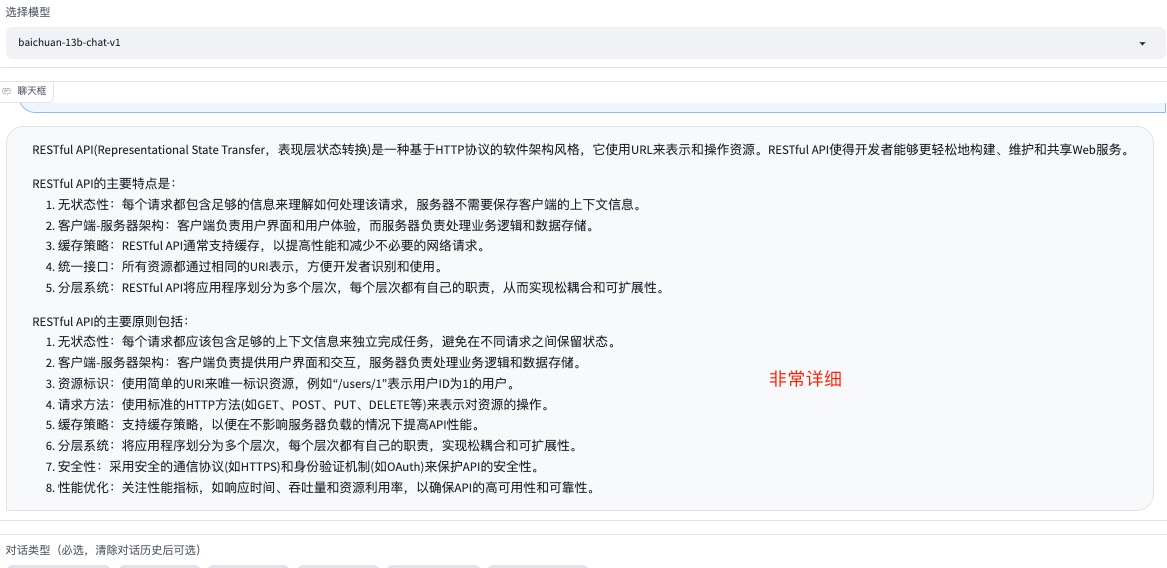 选择模型
baichuan-13b-chat-v1
聊天框
RESTful API(Representational State Transfer，表现层状态转换)是一种基于HTTP协议的软件架构风格，它使用URL来表示和操作资源。RESTful API使得开发者能够更轻松地构建、维护和共享Web服务。
RESTful API的主要特点是：
1. 无状态性：每个请求都包含足够的信息来理解如何处理该请求，服务器不需要保存客户端的上下文信息。
2. 客户端-服务器架构：客户端负责用户界面和用户体验，而服务器负责处理业务逻辑和数据存储。
3. 缓存策略：RESTful API通常支持缓存，以提高性能和减少不必要的网络请求。
4. 统一接口：所有资源都通过相同的URI表示，方便开发者识别和使用。
5. 分层系统：RESTful API将应用程序划分为多个层次，每个层次都有自己的职责，从而实现松耦合和可扩展性。
RESTful API的主要原则包括：
1. 无状态性：每个请求都应该包含足够的上下文信息来独立完成任务，避免在不同请求之间保留状态。
2. 客户端-服务器架构：客户端负责提供用户界面和交互，服务器负责处理业务逻辑和数据存储。
3. 资源标识：使用简单的URI来唯一标识资源，例如“/users/1”表示用户ID为1的用户。
4. 请求方法：使用标准的HTTP方法(如GET、POST、PUT、DELETE等)来表示对资源的操作。
5. 缓存策略：支持缓存策略，以便在不影响服务器负载的情况下提高API性能。
6. 分层系统：将应用程序划分为多个层次，每个层次都有自己的职责，实现松耦合和可扩展性。
7. 安全性：采用安全的通信协议(如HTTPS)和身份验证机制(如OAuth)来保护API的安全性。
8. 性能优化：关注性能指标，如响应时间、吞吐量和资源利用率，以确保API的高可用性和可靠性。
非常详细
对话类型（必选，清除对话历史后可选）